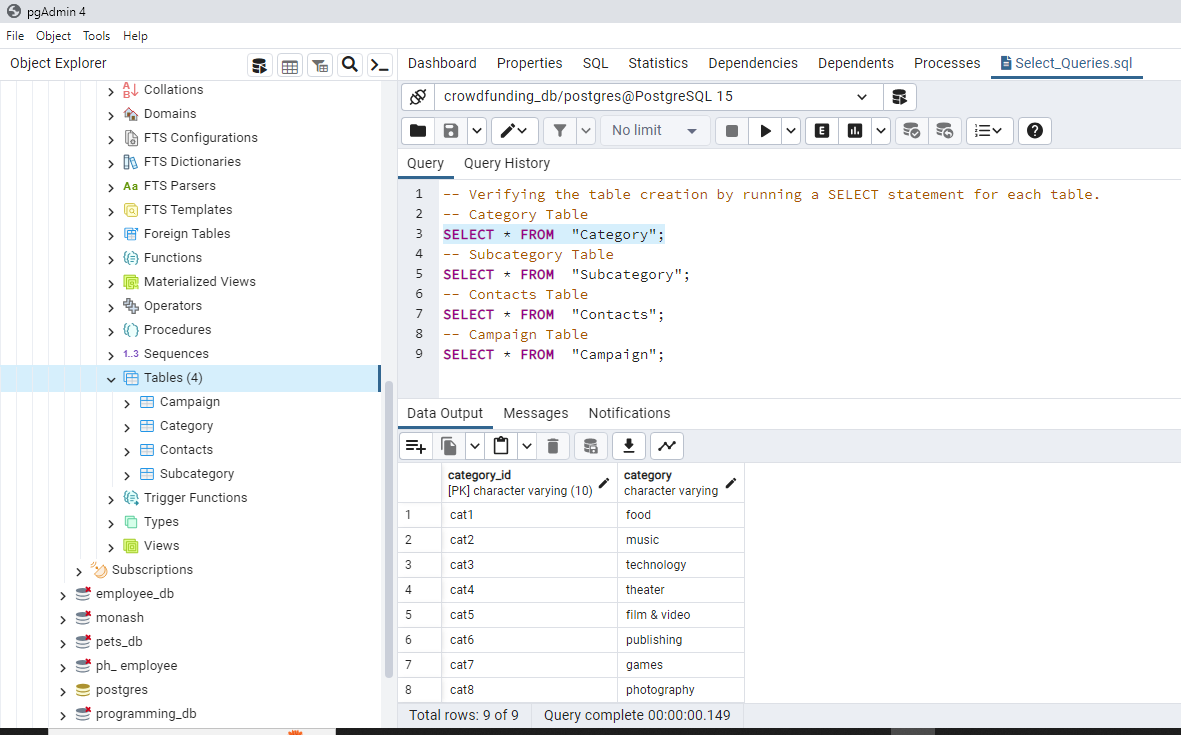 pgAdmin 4
File Object Tools Help
Object Explorer
Collations
Domains
FTS Configurations
FTS Dictionaries
Aa FTS Parsers
FTS Templates
Foreign Tables
Functions
Materialized Views
Operators
Procedures
1..3 Sequences
Tables (4)
Campaign
Category
Contacts
Subcategory
Trigger Functions
Types
Views
Subscriptions
employee_db
monash
pets_db
ph_ employee
postgres
programming_db
Dashboard Properties SQL Statistics Dependencies Dependents Processes Select_Queries.sql
crowdfunding_db/postgres@PostgreSQL 15
No limit E
Query Query History
1 -- Verifying the table creation by running a SELECT statement for each table.
2 -- Category Table
3 SELECT * FROM "Category";
4 -- Subcategory Table
5 SELECT * FROM "Subcategory";
6 -- Contacts Table
7 SELECT * FROM "Contacts";
8 -- Campaign Table
9 SELECT * FROM "Campaign";
Data Output Messages Notifications
category_id category
[PK] character varying (10) character varying
1 cat1 food
2 cat2 music
3 cat3 technology
4 cat4 theater
5 cat5 film & video
6 cat6 publishing
7 cat7 games
8 cat8 photography
Total rows: 9 of 9 Query complete 00:00:00.149